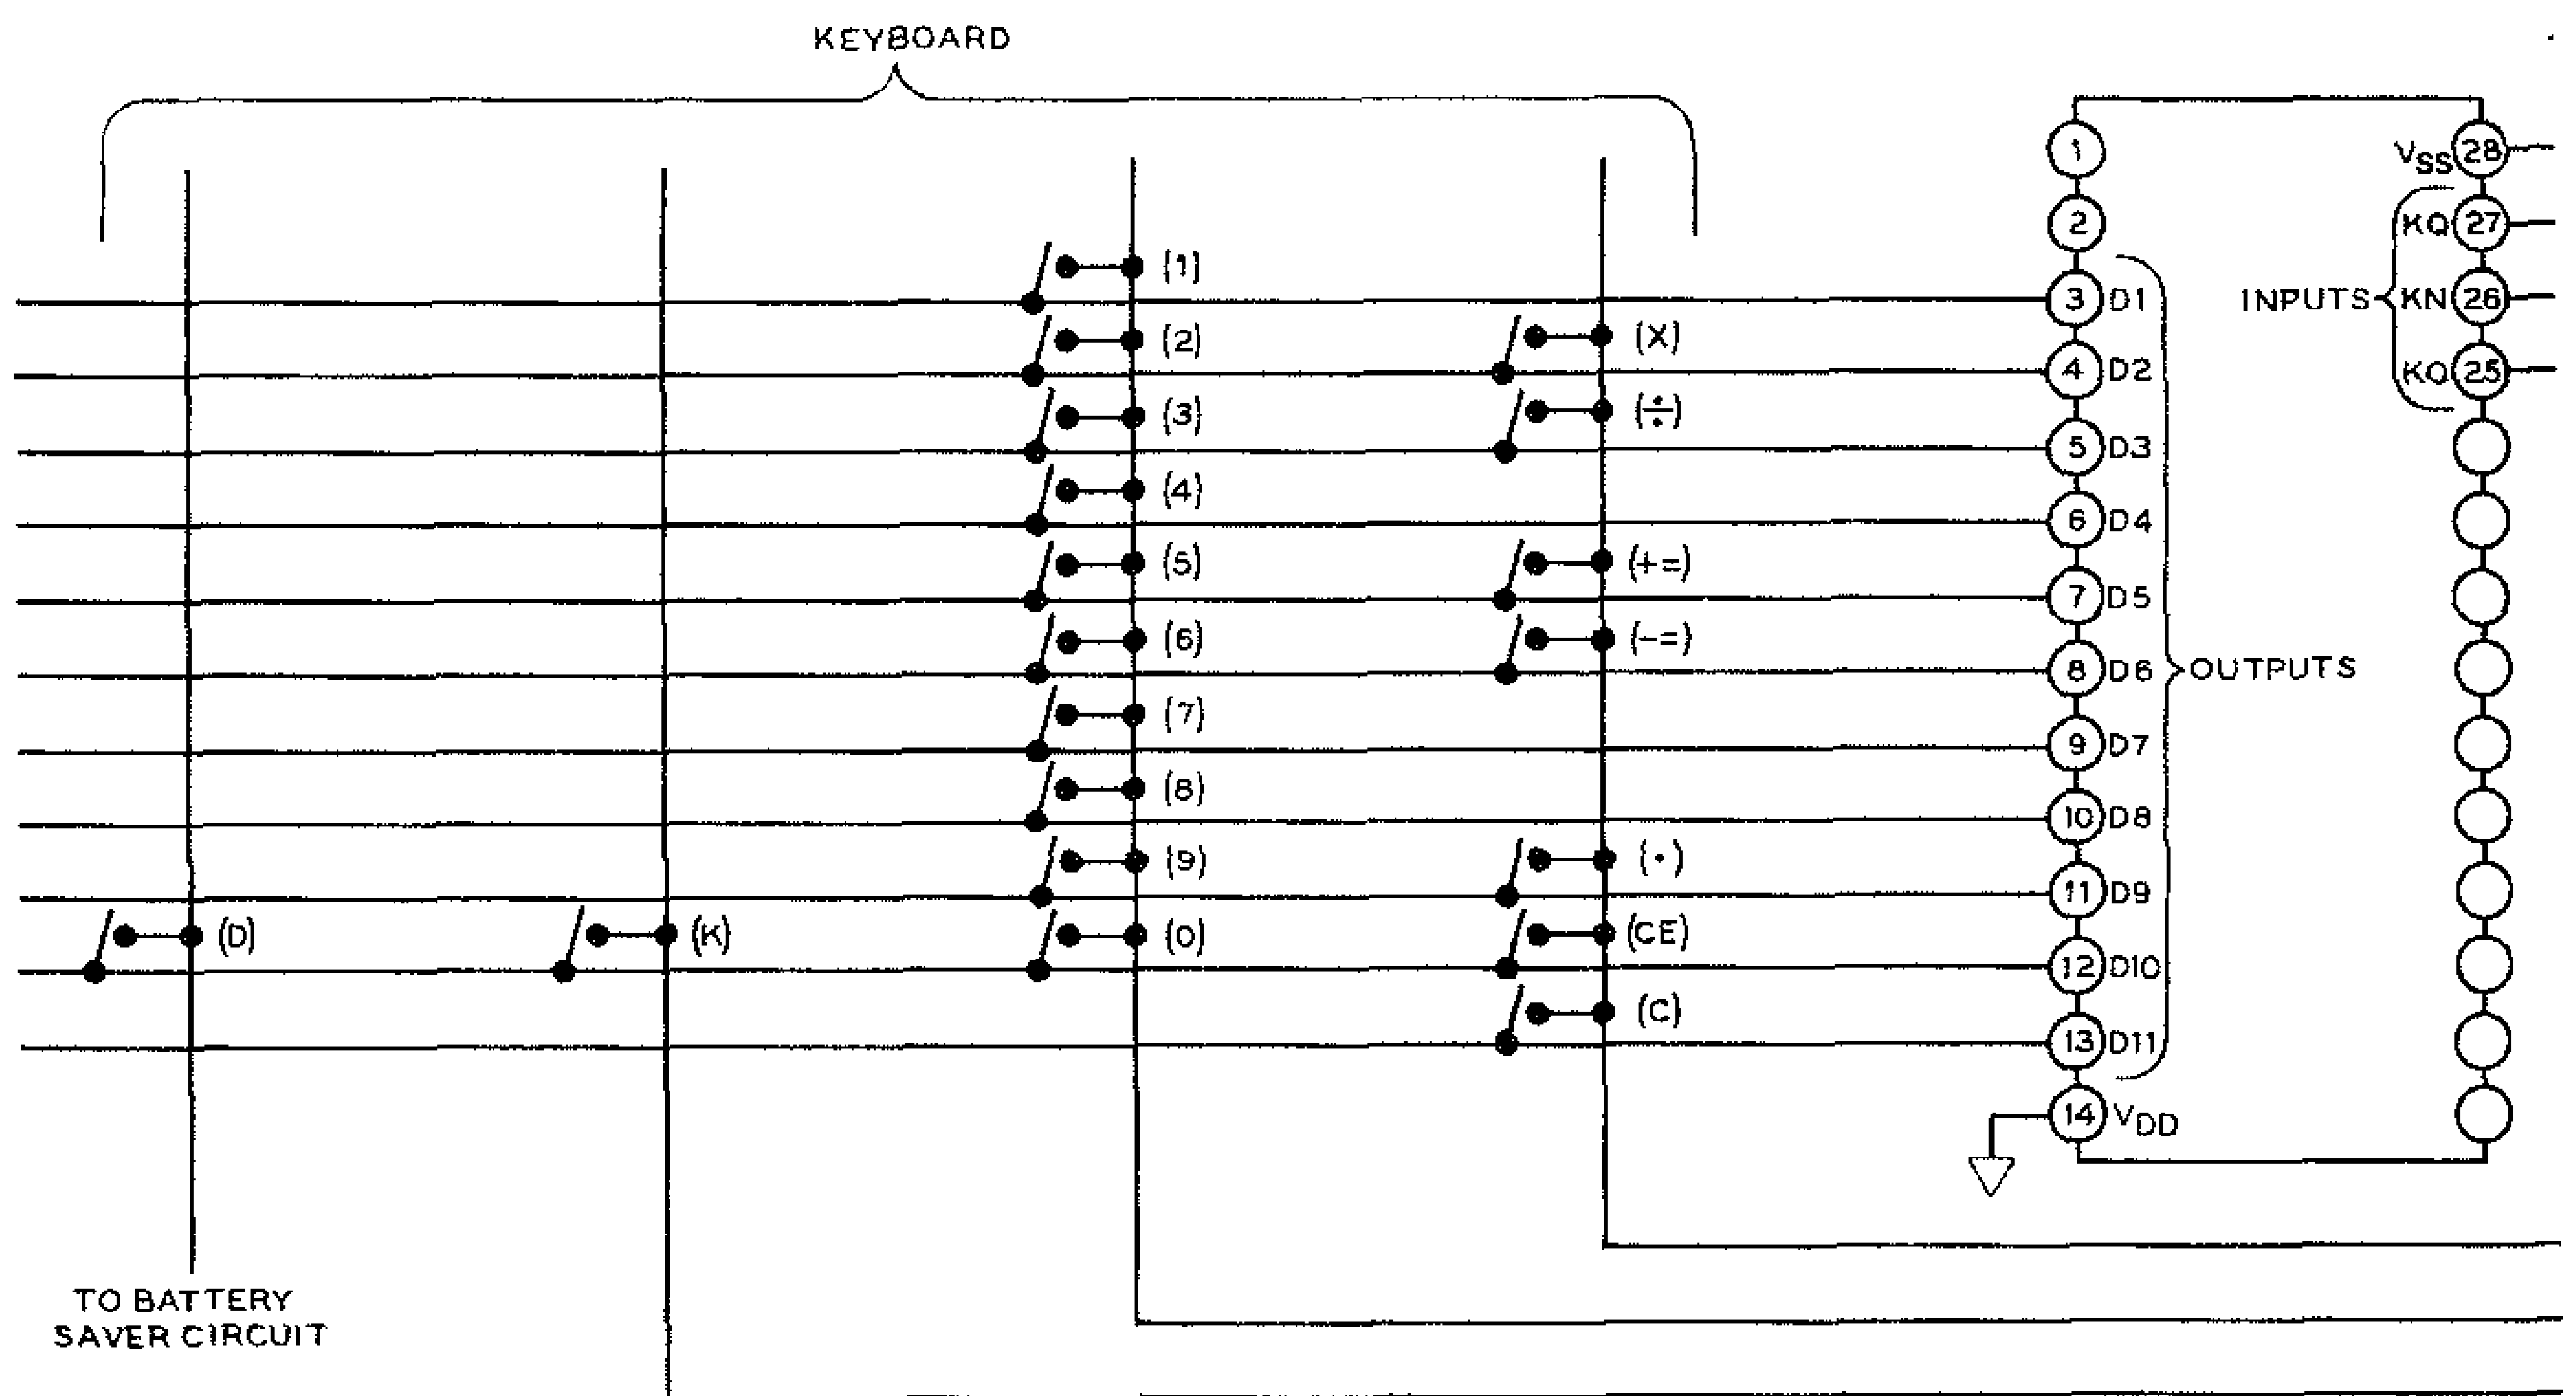 KEYBOARD
1
VSS 28
2
KQ 27
(1)
3 D1
INPUTS KN 26
(2)
(X)
4 D2
KO 25
(3)
(÷)
5 D3
(4)
6 D4
(5)
(+=)
7 D5
(6)
(-=)
8 D6
OUTPUTS
(7)
9 D7
(8)
10 D8
(9)
(•)
11 D9
(D)
(K)
(0)
(CE)
12 D10
(C)
13 D11
14 VDD
TO BATTERY
SAVER CIRCUIT